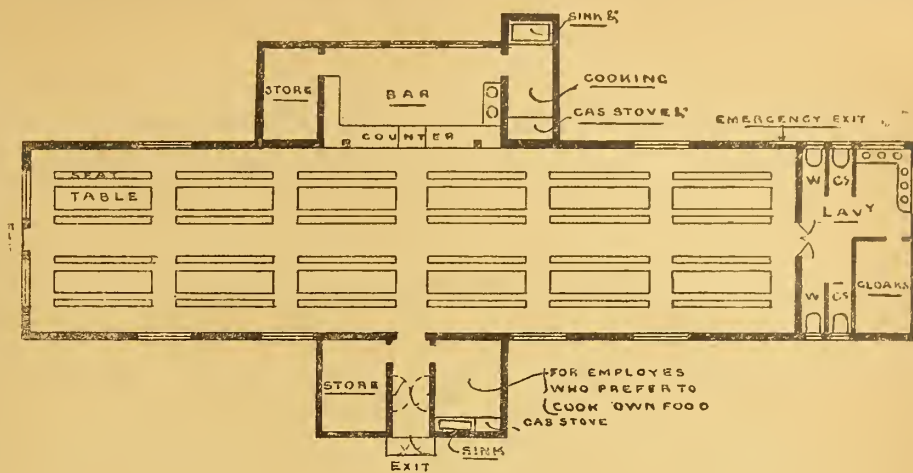 SINK &c
COOKING
STORE
BAR
GAS STOVE &c
COUNTER
EMERGENCY EXIT
SEAT
TABLE
W
CS
LAVY
CLOAKS
W
CS
STORE
FOR EMPLOYES
WHO PREFER TO
COOK OWN FOOD
GAS STOVE
SINK
EXIT